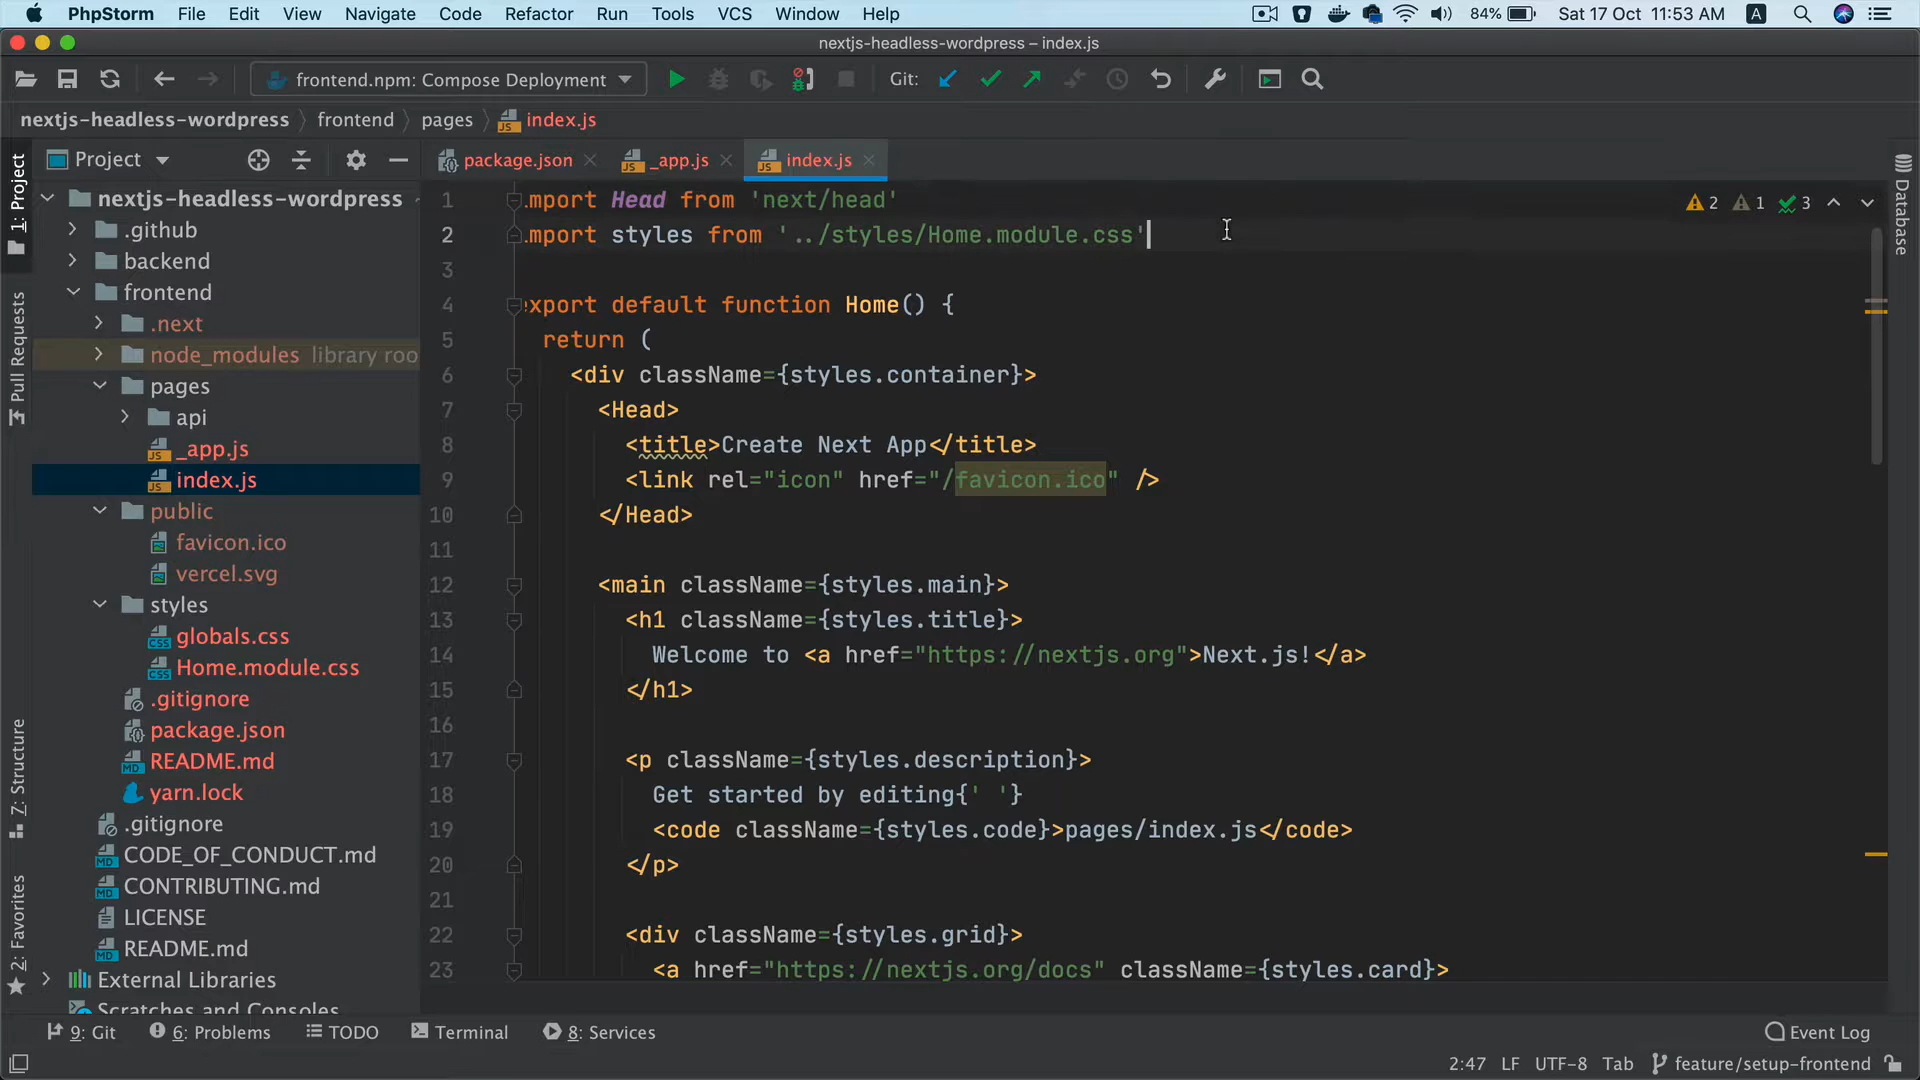 PhpStorm File Edit View Navigate Code Refactor Run Tools VCS Window Help 84% Sat 17 Oct 11:53 AM A
nextjs-headless-wordpress – index.js
frontend.npm: Compose Deployment Git:
nextjs-headless-wordpress frontend pages index.js
1: Project
Pull Requests
7: Structure
2: Favorites
Project
nextjs-headless-wordpress
.github
backend
frontend
.next
node_modules library roo
pages
api
_app.js
index.js
public
favicon.ico
vercel.svg
styles
globals.css
Home.module.css
.gitignore
package.json
README.md
yarn.lock
.gitignore
CODE_OF_CONDUCT.md
CONTRIBUTING.md
LICENSE
README.md
External Libraries
Scratches and Consoles
package.json _app.js index.js
2 1 3
1 import Head from 'next/head'
2 import styles from '../styles/Home.module.css'
3
4 export default function Home() {
5 return (
6 <div className={styles.container}>
7 <Head>
8 <title>Create Next App</title>
9 <link rel="icon" href="/favicon.ico" />
10 </Head>
11
12 <main className={styles.main}>
13 <h1 className={styles.title}>
14 Welcome to <a href="https://nextjs.org">Next.js!</a>
15 </h1>
16
17 <p className={styles.description}>
18 Get started by editing{' '}
19 <code className={styles.code}>pages/index.js</code>
20 </p>
21
22 <div className={styles.grid}>
23 <a href="https://nextjs.org/docs" className={styles.card}>
Database
9: Git 6: Problems TODO Terminal 8: Services Event Log
2:47 LF UTF-8 Tab feature/setup-frontend